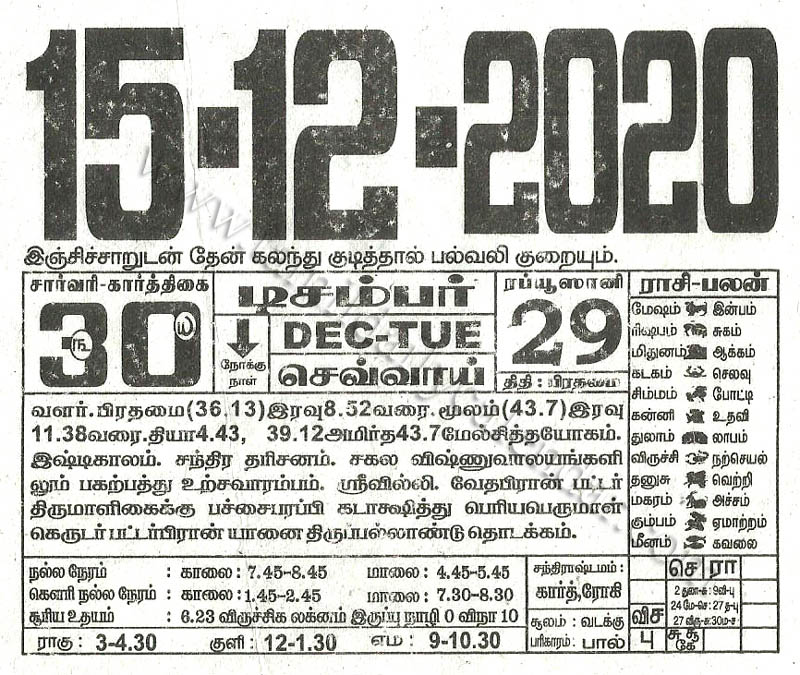 15-12-2020
இஞ்சிச்சாறுடன் தேன் கலந்து குடித்தால் பல்வலி குறையும்.
சார்வரி-கார்த்திகை
30
நோக்கு
நாள்
டிசம்பர்
DEC-TUE
செவ்வாய்
ரப்யூஸானி
29
திதி : பிரதமை
ராசி-பலன்
மேஷம் இன்பம்
ரிஷபம் சுகம்
மிதுனம் ஆக்கம்
கடகம் செலவு
சிம்மம் போட்டி
கன்னி உதவி
துலாம் லாபம்
விருச்சி நற்செயல்
தனுசு வெற்றி
மகரம் அச்சம்
கும்பம் ஏமாற்றம்
மீனம் கவலை
வளர்.பிரதமை(36.13)இரவு8.52வரை.மூலம்(43.7)இரவு
11.38வரை.தியா4.43, 39.12அமிர்த43.7மேல்சித்தயோகம்.
இஷ்டிகாலம். சந்திர தரிசனம். சகல விஷ்ணுவாலயங்களி
லும் பகற்பத்து உற்சவாரம்பம். ஸ்ரீவில்லி. வேதபிரான் பட்டர்
திருமாளிகைக்கு பச்சைபரப்பி கடாக்ஷித்து பெரியபெருமாள்
கெருடர் பட்டர்பிரான் யானை திருப்பல்லாண்டு தொடக்கம்.
நல்ல நேரம் : காலை: 7.45-8.45 மாலை: 4.45-5.45
கௌரி நல்ல நேரம் : காலை: 1.45-2.45 மாலை: 7.30-8.30
சூரிய உதயம் : 6.23 விருச்சிக லக்னம் இருப்பு நாழி 0 விநா 10
ராகு : 3-4.30 குளி : 12-1.30 எம : 9-10.30
சந்திராஷ்டமம் :
கார்த்,ரோகி
சூலம் : வடக்கு
பரிகாரம் : பால்
செ ரா
2 துலா-சு : 9வி-பு
24 மே-செ : 27 த-பு
27 விரு-சு:30ம-ச
விச
பு சு சூ
கே